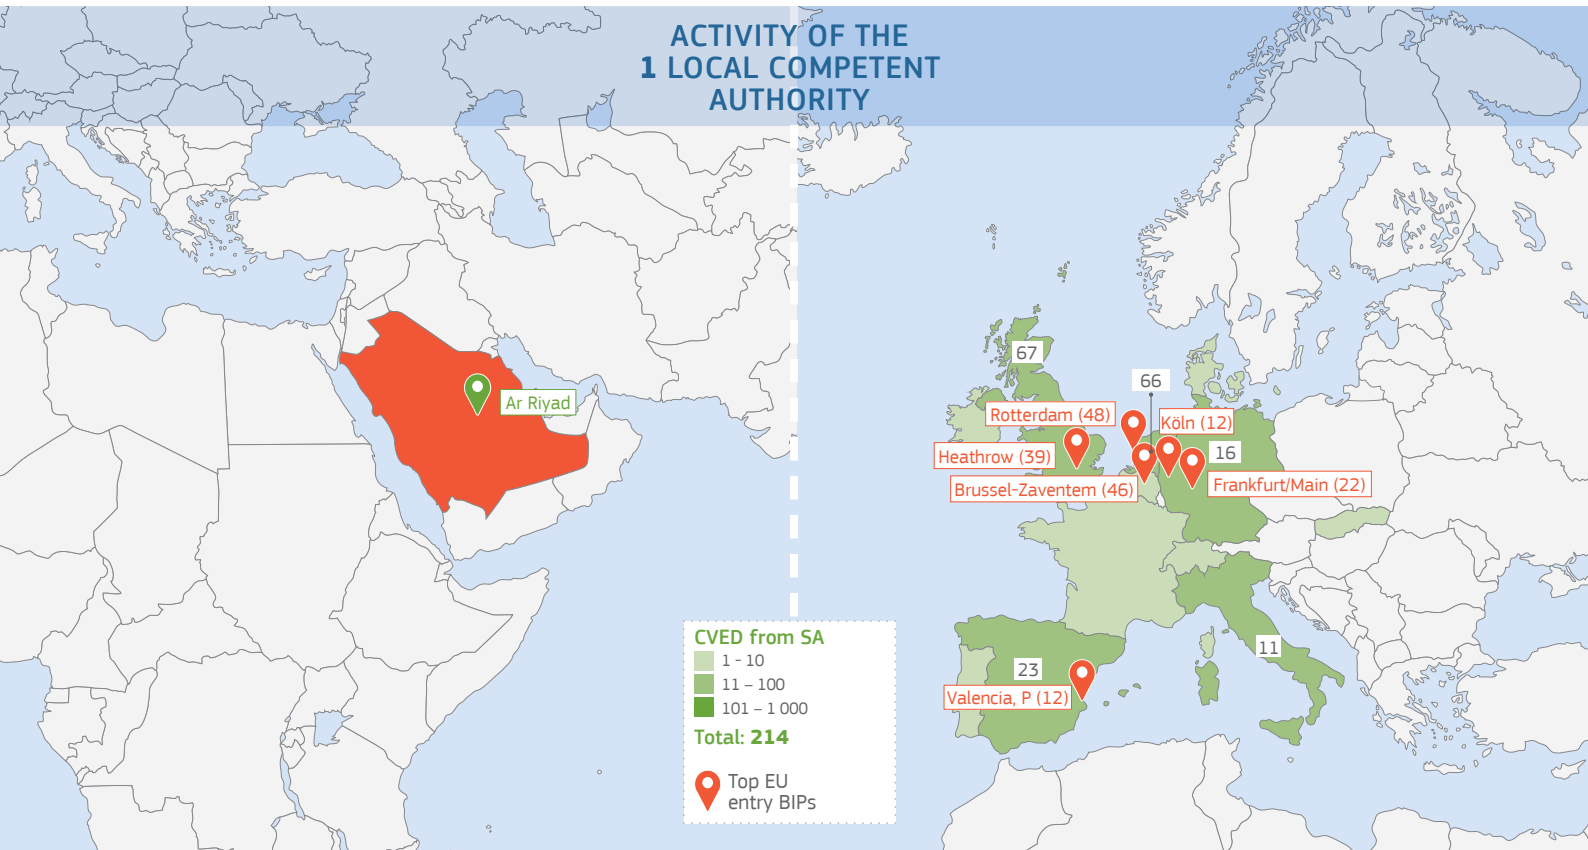 ACTIVITY OF THE
1 LOCAL COMPETENT
AUTHORITY
Ar Riyad
67
66
Rotterdam (48)
Köln (12)
Heathrow (39)
16
Brussel-Zaventem (46)
Frankfurt/Main (22)
11
23
Valencia, P (12)
CVED from SA
1 - 10
11 – 100
101 – 1 000
Total: 214
Top EU
entry BIPs